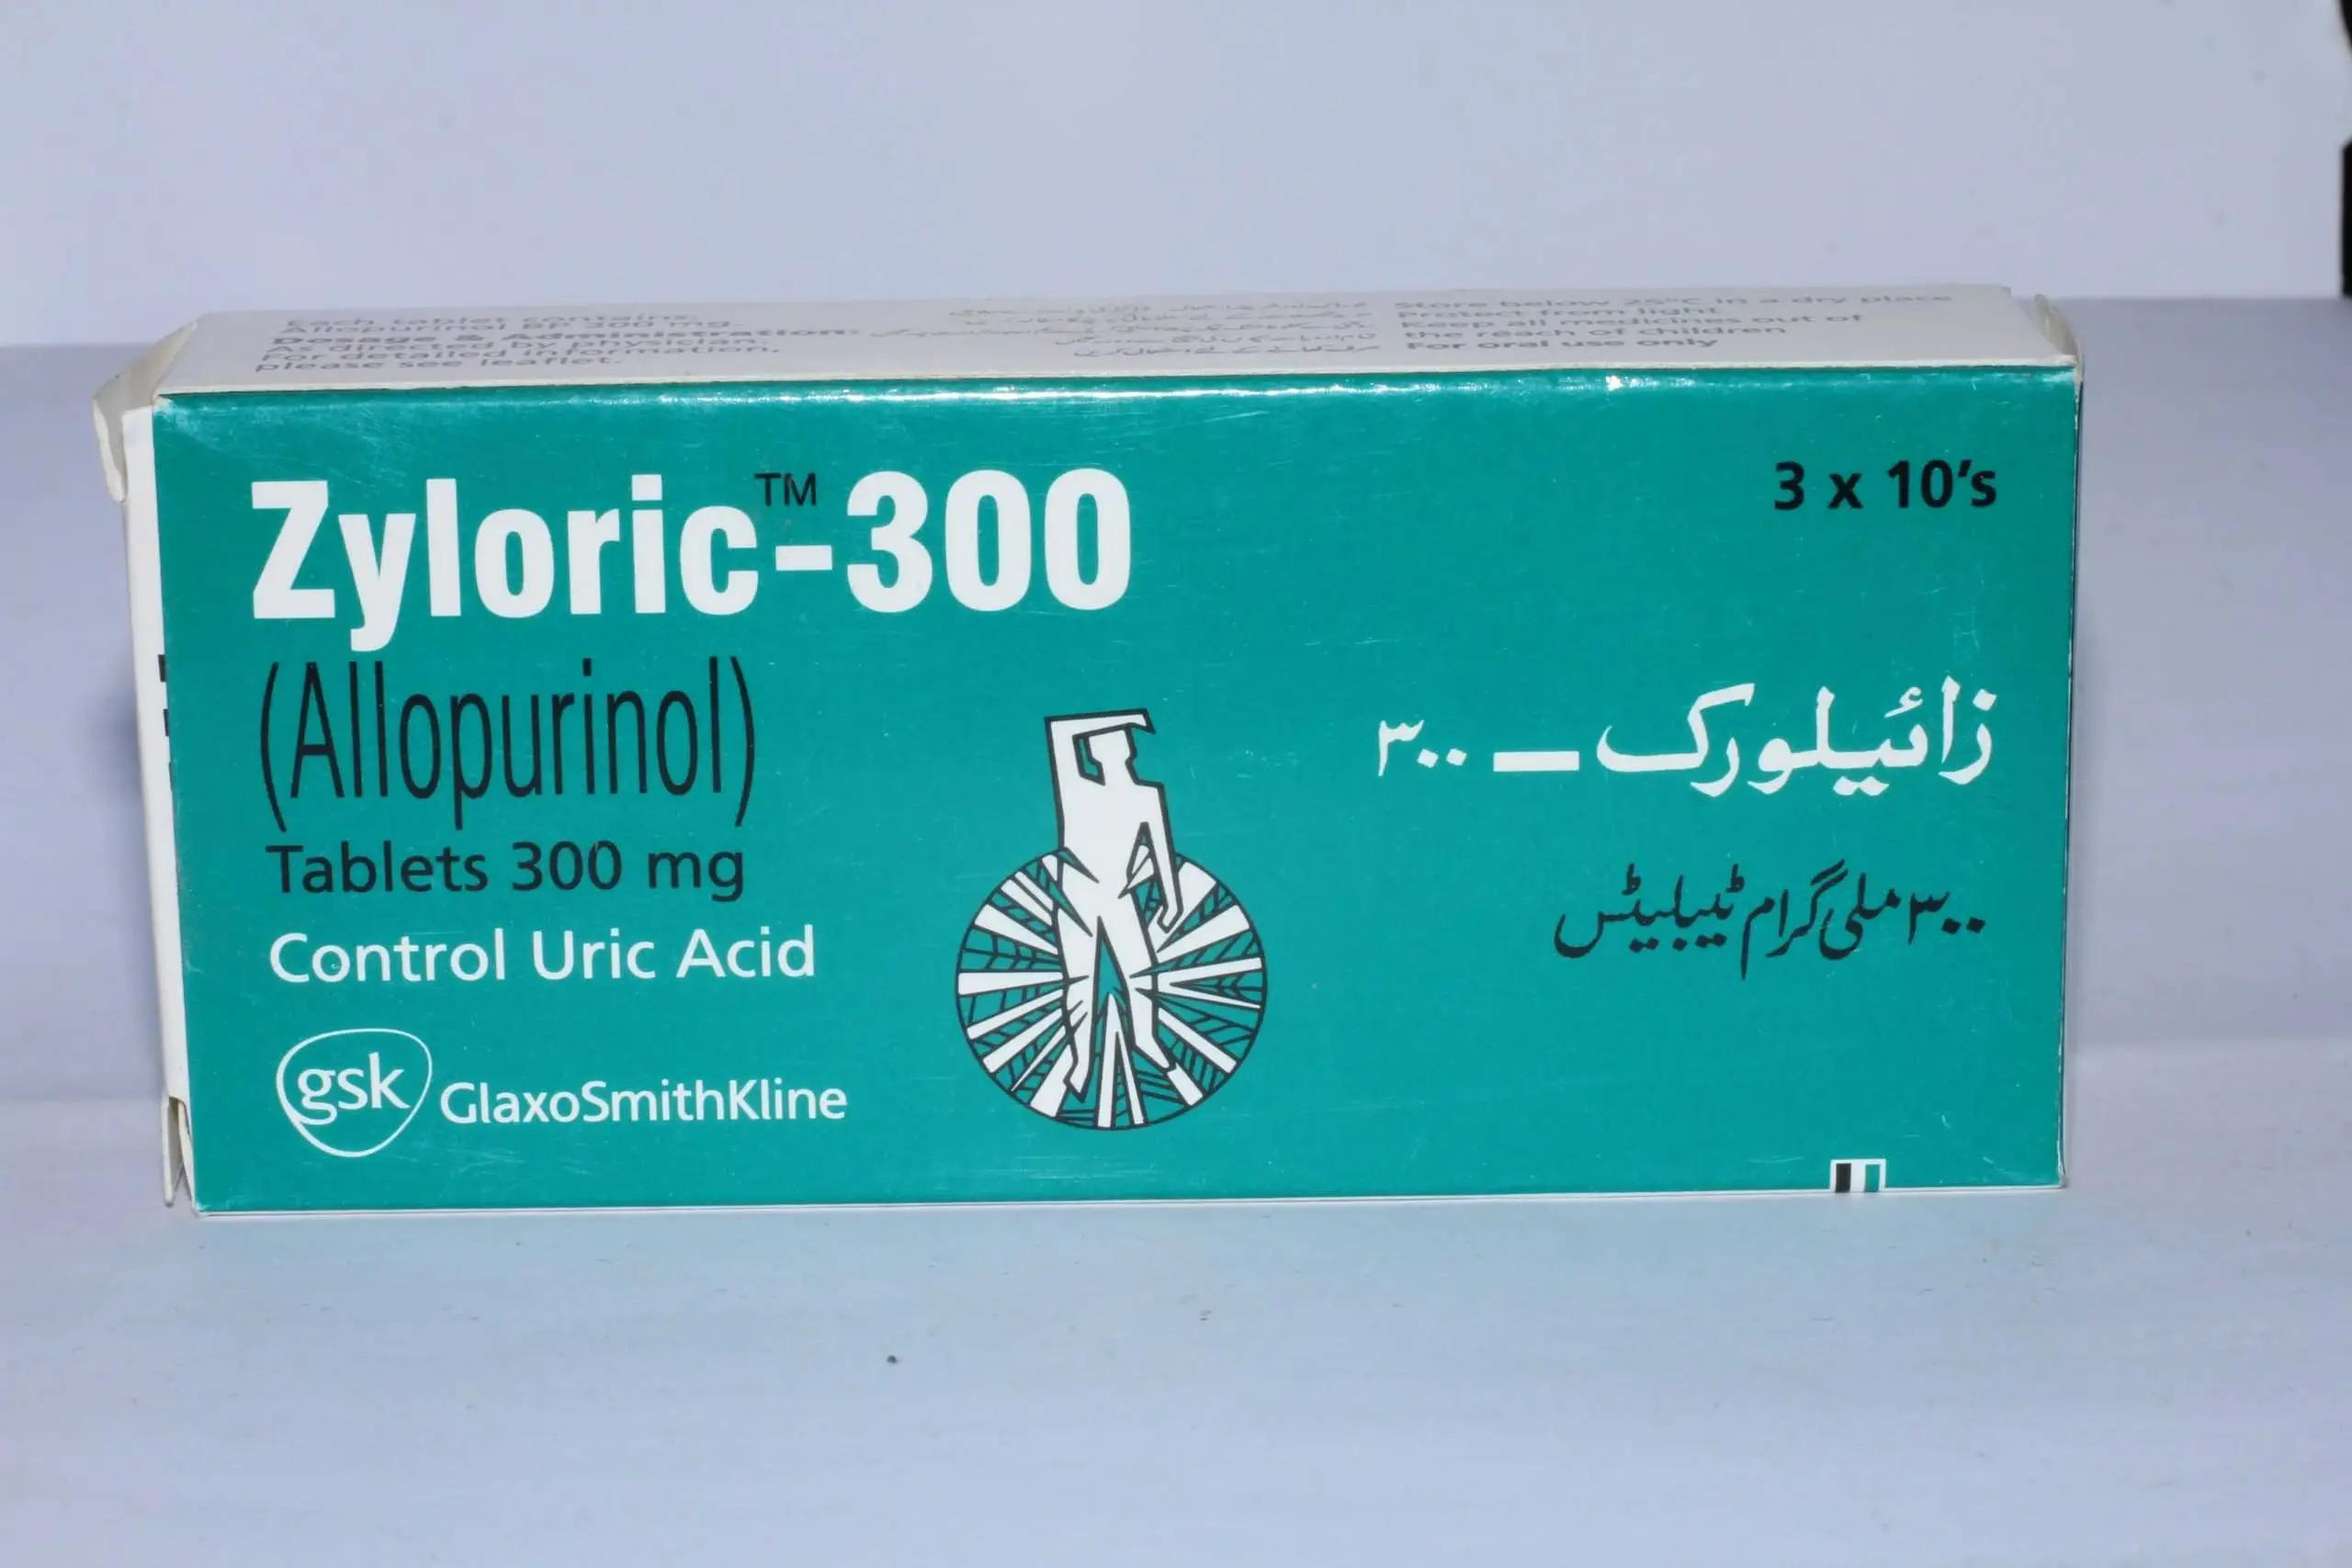 Each tablet contains:
Allopurinol BP 300 mg.
Dosage & Administration:
As directed by physician.
For detailed information,
please see leaflet.
Store below 25°C in a dry place
Protect from light
Keep all medicines out of
the reach of children
For oral use only
Zyloric™-300
3 x 10's
(Allopurinol)
Tablets 300 mg
Control Uric Acid
gsk GlaxoSmithKline
زائیلورک – ۳۰۰
۳۰۰ ملی گرام ٹیبلیٹس